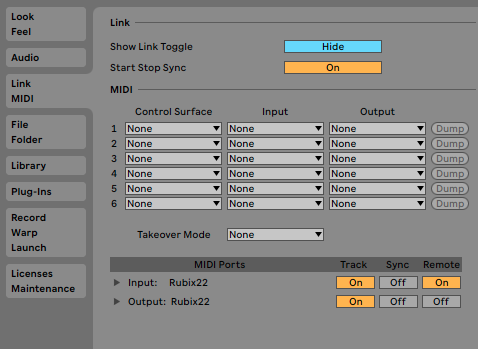 Look
Feel
Audio
Link
MIDI
File
Folder
Library
Plug-Ins
Record
Warp
Launch
Licenses
Maintenance
Link
Show Link Toggle Hide
Start Stop Sync On
MIDI
Control Surface Input Output
1 None None None Dump
2 None None None Dump
3 None None None Dump
4 None None None Dump
5 None None None Dump
6 None None None Dump
Takeover Mode None
MIDI Ports Track Sync Remote
Input: Rubix22 On Off On
Output: Rubix22 On Off Off